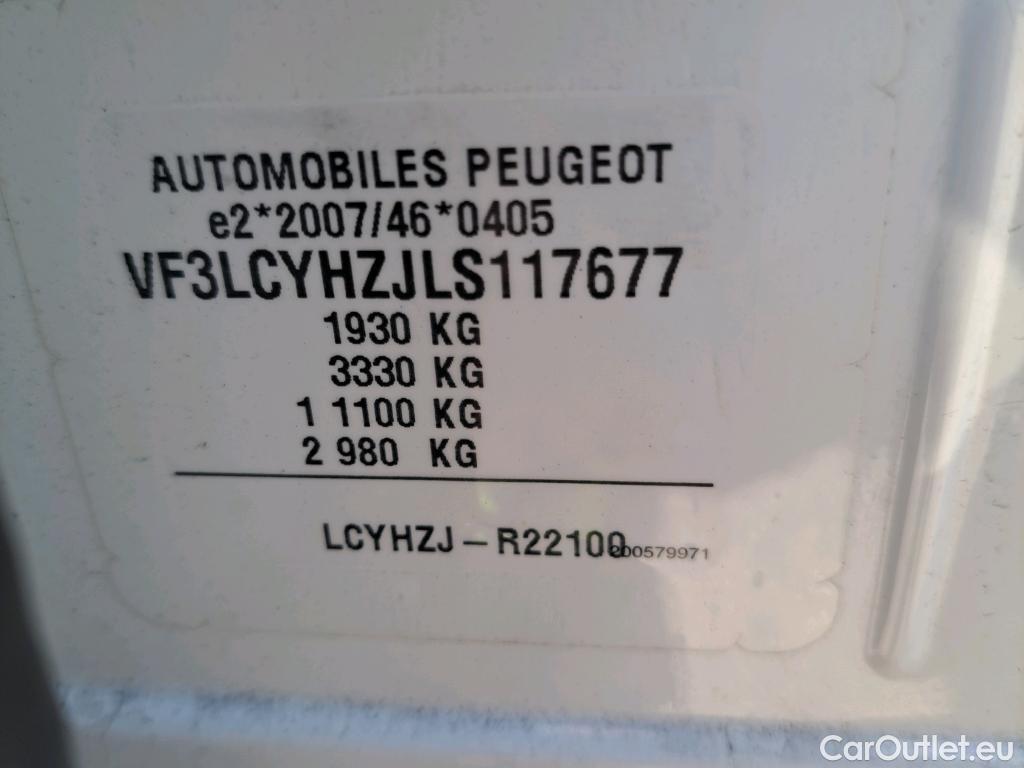 AUTOMOBILES PEUGEOT
e2*2007/46*0405
VF3LCYHZJLS117677
1930 KG
3330 KG
1 1100 KG
2 980 KG
LCYHZJ – R22100 200579971
CarOutlet.eu